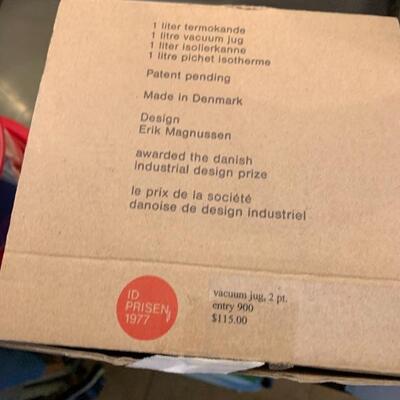 1 liter termokande
1 litre vacuum jug
1 liter isolierkanne
1 litre pichet isotherme
Patent pending
Made in Denmark
Design
Erik Magnussen
awarded the danish
industrial design prize
le prix de la société
danoise de design industriel
ID
PRISEN
1977
vacuum jug, 2 pt.
entry 900
$115.00